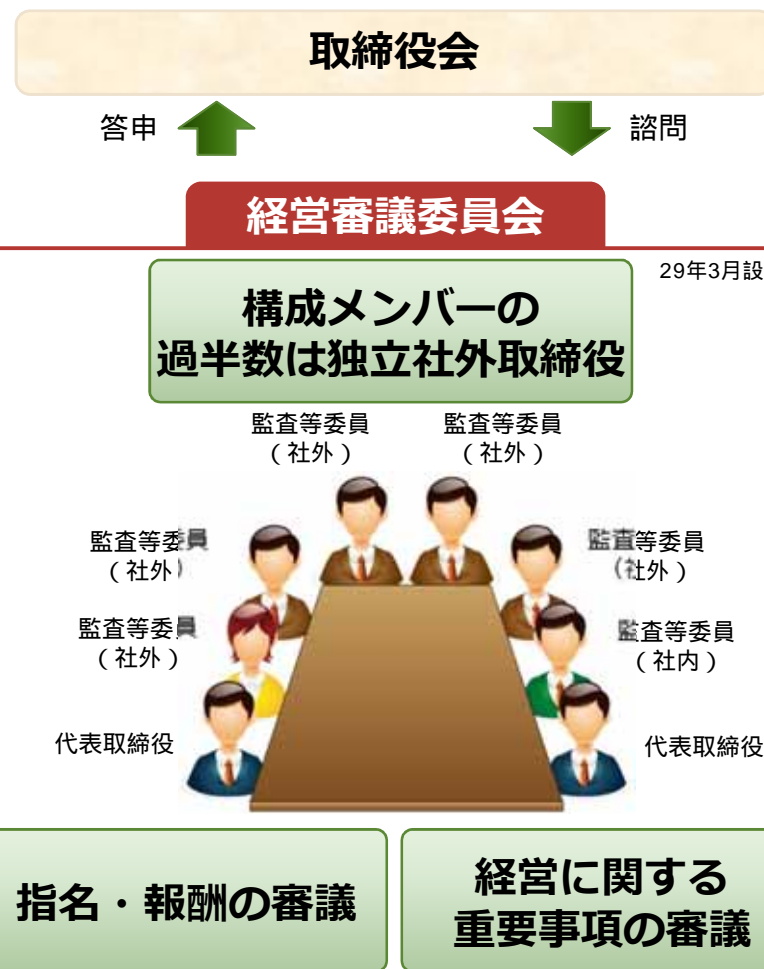 取締役会
答申
諮問
経営審議委員会
29年3月設
構成メンバーの
過半数は独立社外取締役
監査等委員
(社外)
監査等委員
(社外)
監査等委員
(社外)
監査等委員
(社外)
監査等委員
(社外)
監査等委員
(社内)
代表取締役
代表取締役
指名・報酬の審議
経営に関する
重要事項の審議